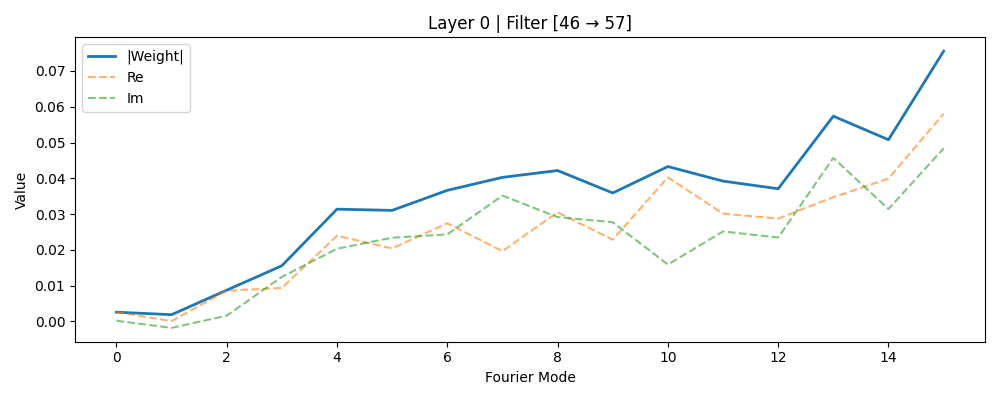 Layer 0 | Filter [46 → 57]
|Weight|
Re
Im
Value
0.07
0.06
0.05
0.04
0.03
0.02
0.01
0.00
0 2 4 6 8 10 12 14
Fourier Mode